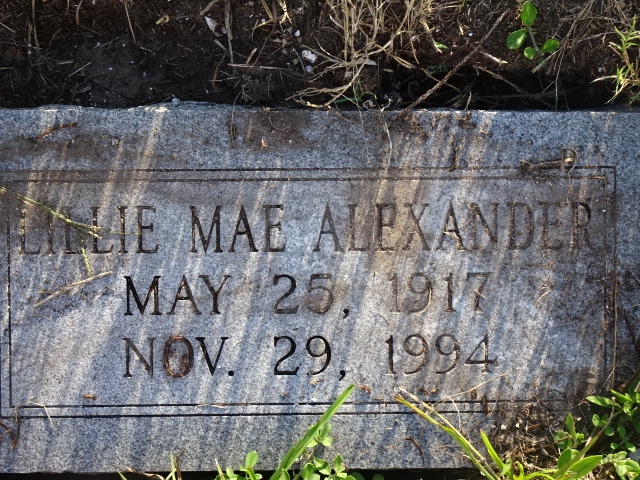 LILLIE MAE ALEXANDER
MAY 25, 1917
NOV. 29, 1994